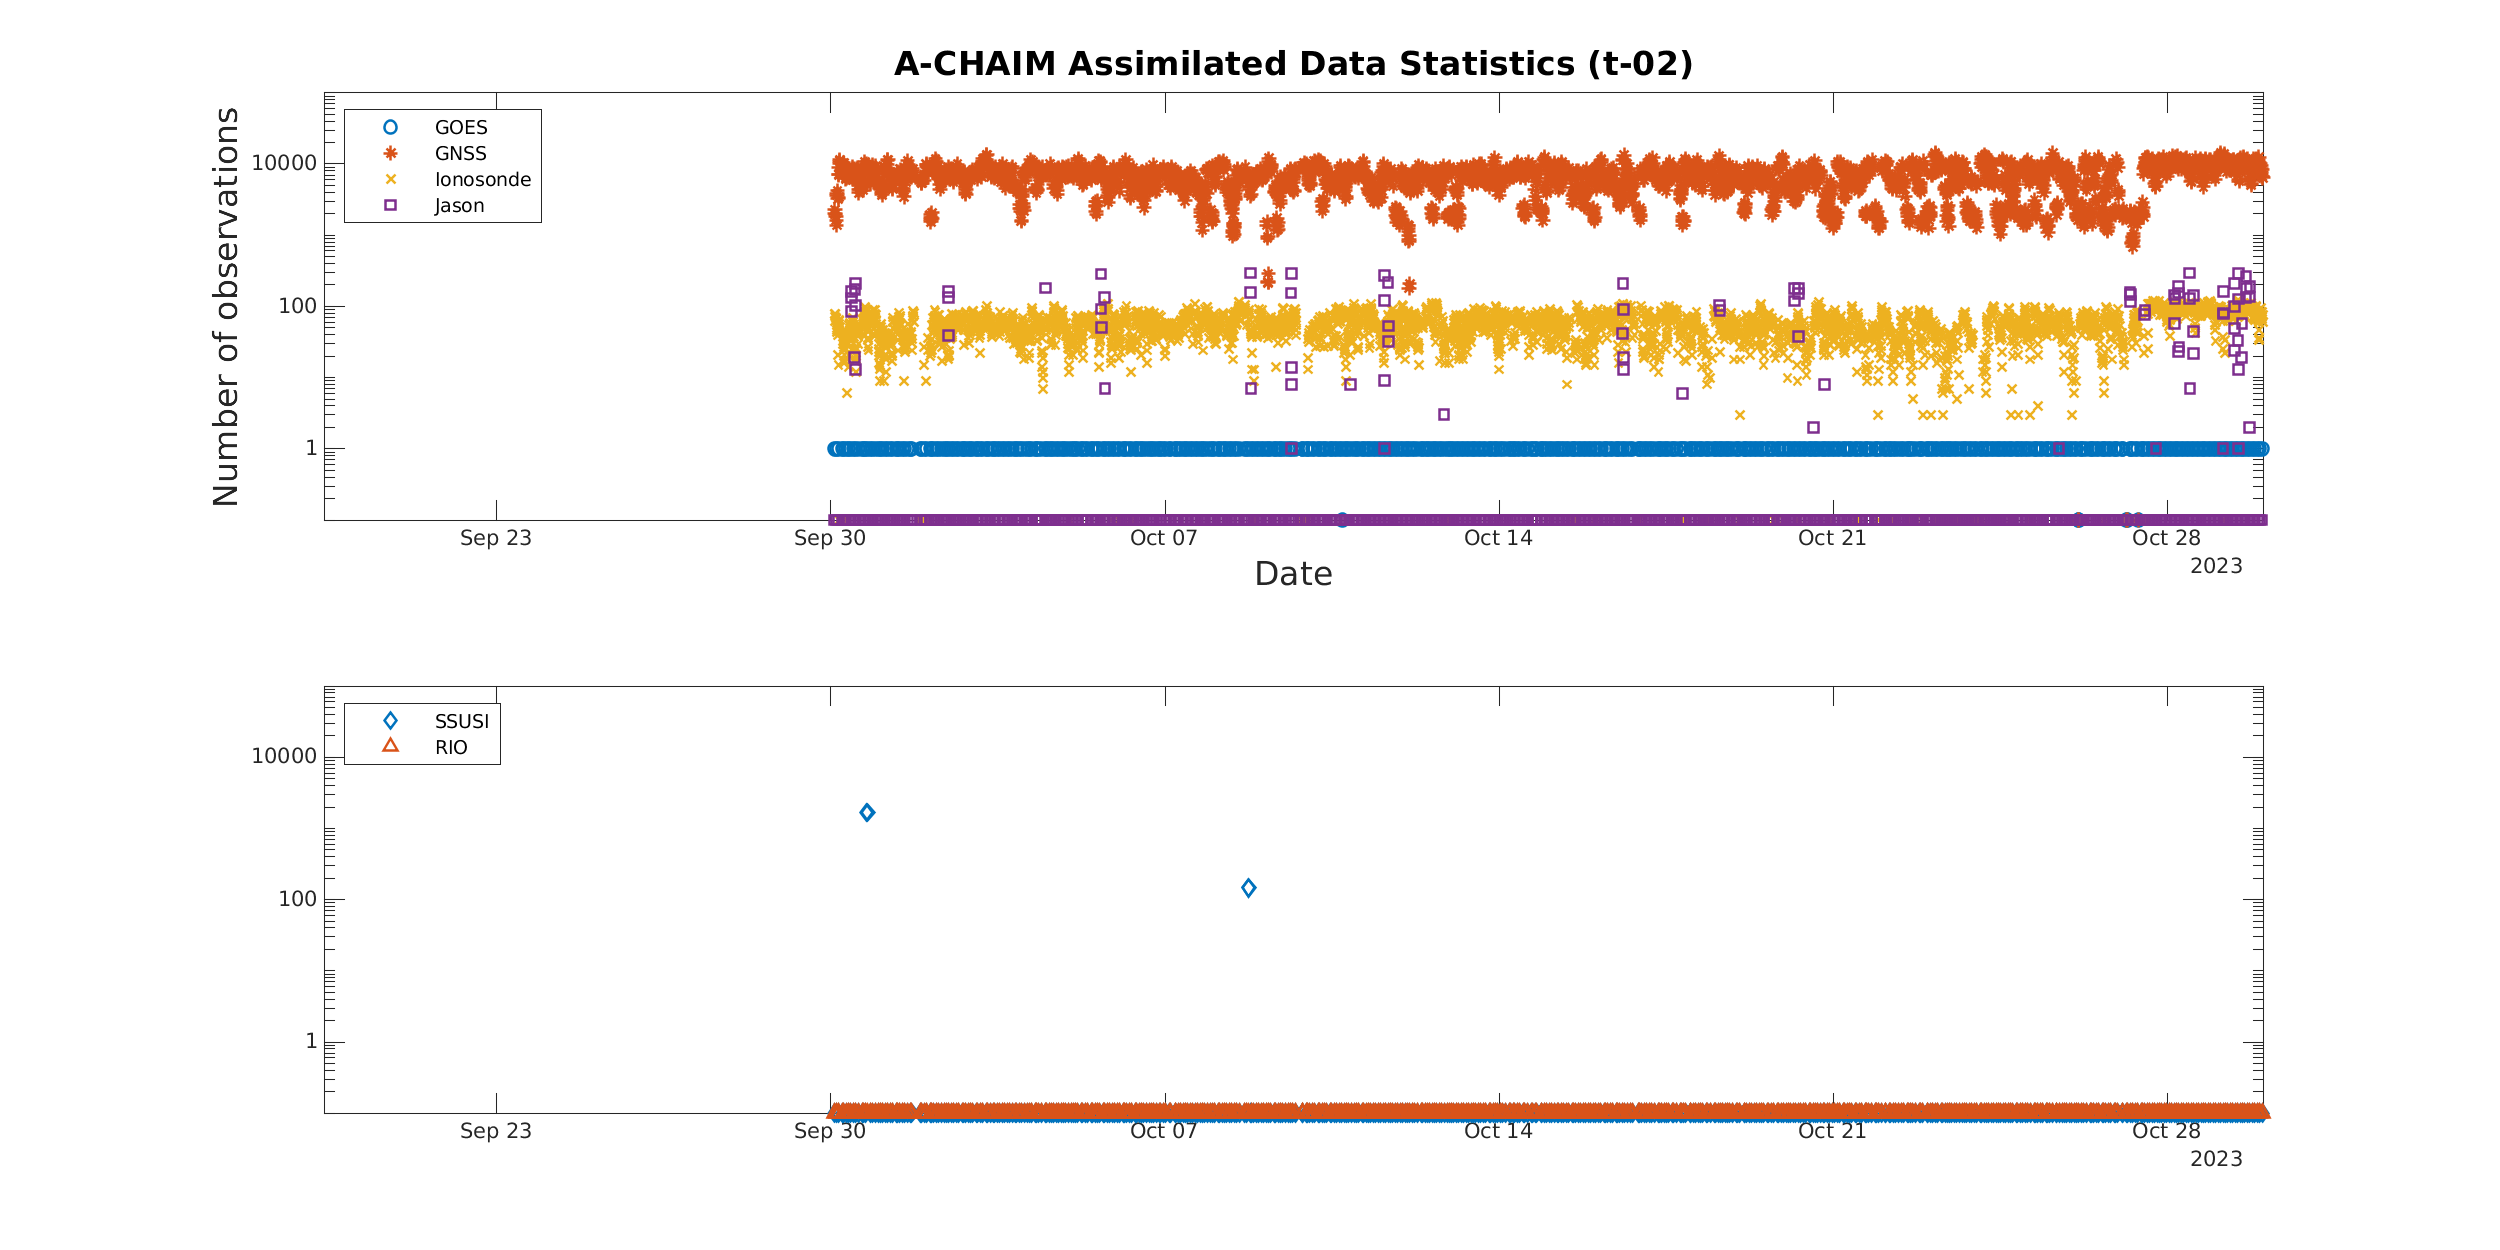 A-CHAIM Assimilated Data Statistics (t-02)
Number of observations
10000
100
1
GOES
GNSS
Ionosonde
Jason
Sep 23
Sep 30
Oct 07
Oct 14
Oct 21
Oct 28
2023
Date
10000
100
1
SSUSI
RIO
Sep 23
Sep 30
Oct 07
Oct 14
Oct 21
Oct 28
2023